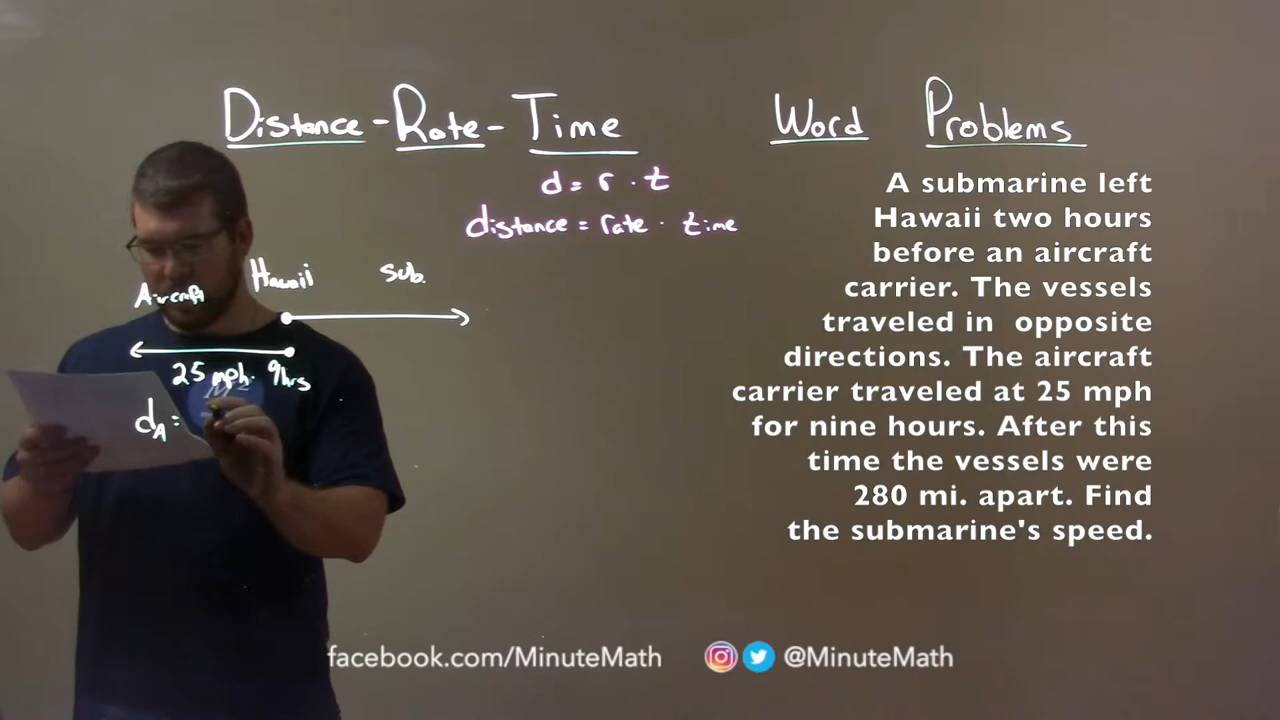 Distance-Rate-Time
Word Problems
d = r · t
distance = rate · time
Hawaii sub.
Aircraft
25 mph. 9hrs
dA =
A submarine left
Hawaii two hours
before an aircraft
carrier. The vessels
traveled in opposite
directions. The aircraft
carrier traveled at 25 mph
for nine hours. After this
time the vessels were
280 mi. apart. Find
the submarine's speed.
facebook.com/MinuteMath
@MinuteMath